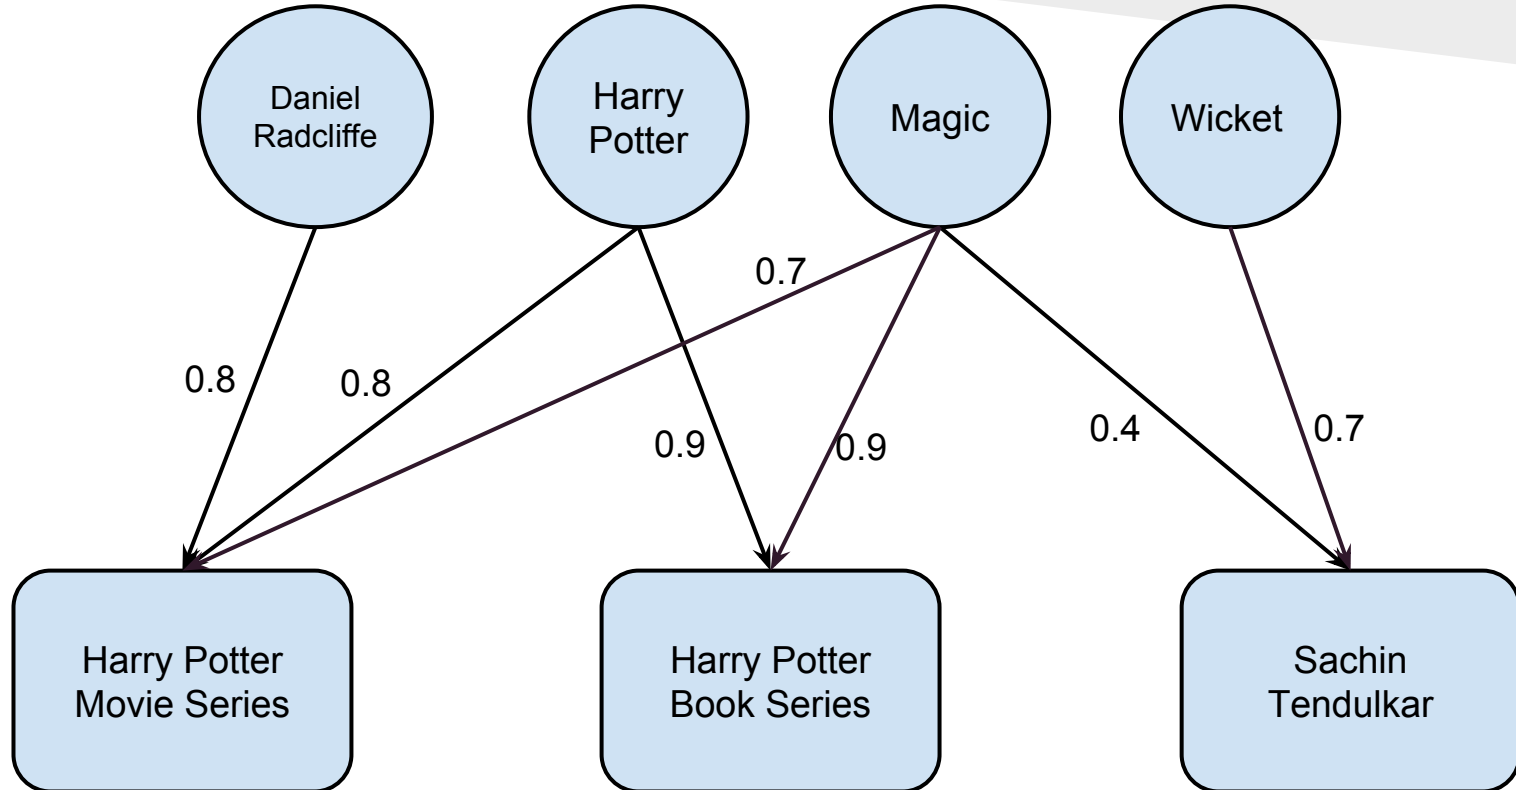 Daniel
Radcliffe
Harry
Potter
Magic
Wicket
0.7
0.8
0.8
0.9
0.9
0.4
0.7
Harry Potter
Movie Series
Harry Potter
Book Series
Sachin
Tendulkar